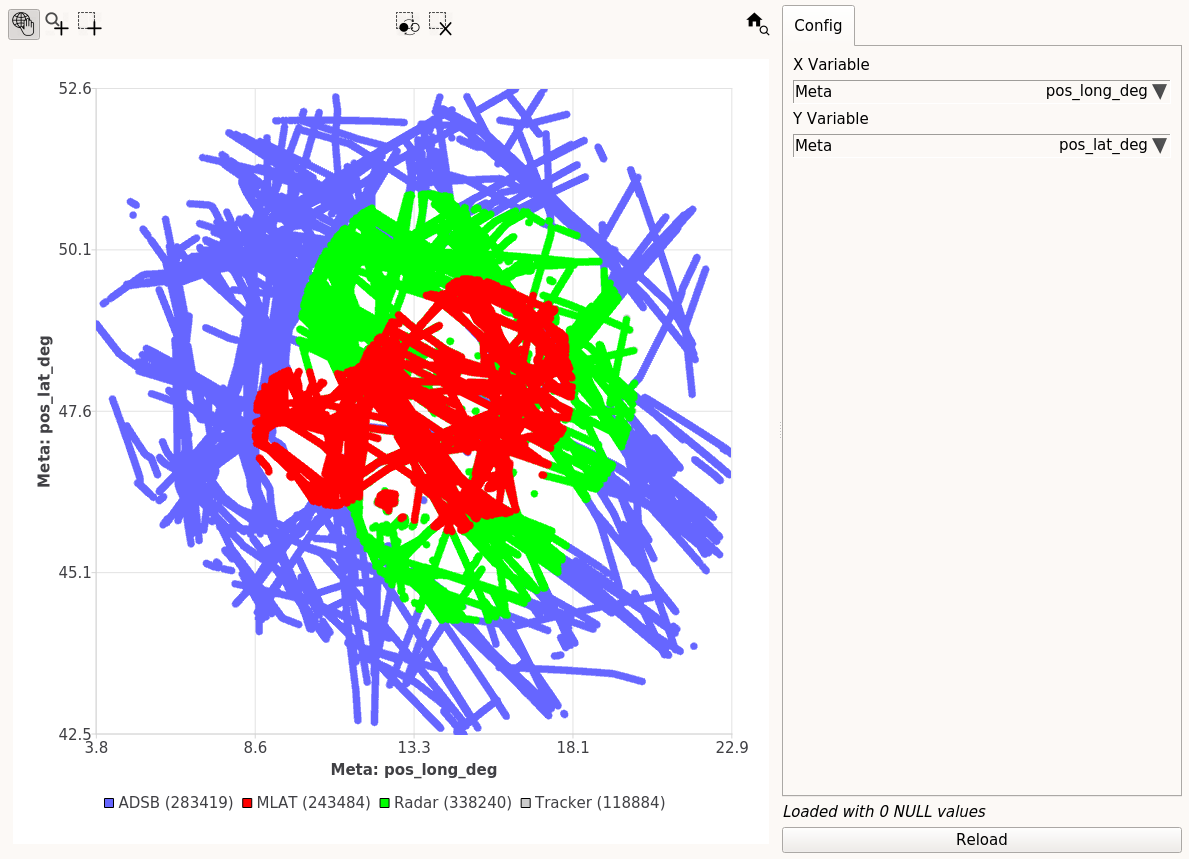 Config
X Variable
Meta pos_long_deg
Y Variable
Meta pos_lat_deg
52.6
50.1
47.6
45.1
42.5
3.8 8.6 13.3 18.1 22.9
Meta: pos_lat_deg
Meta: pos_long_deg
ADSB (283419) MLAT (243484) Radar (338240) Tracker (118884)
Loaded with 0 NULL values
Reload